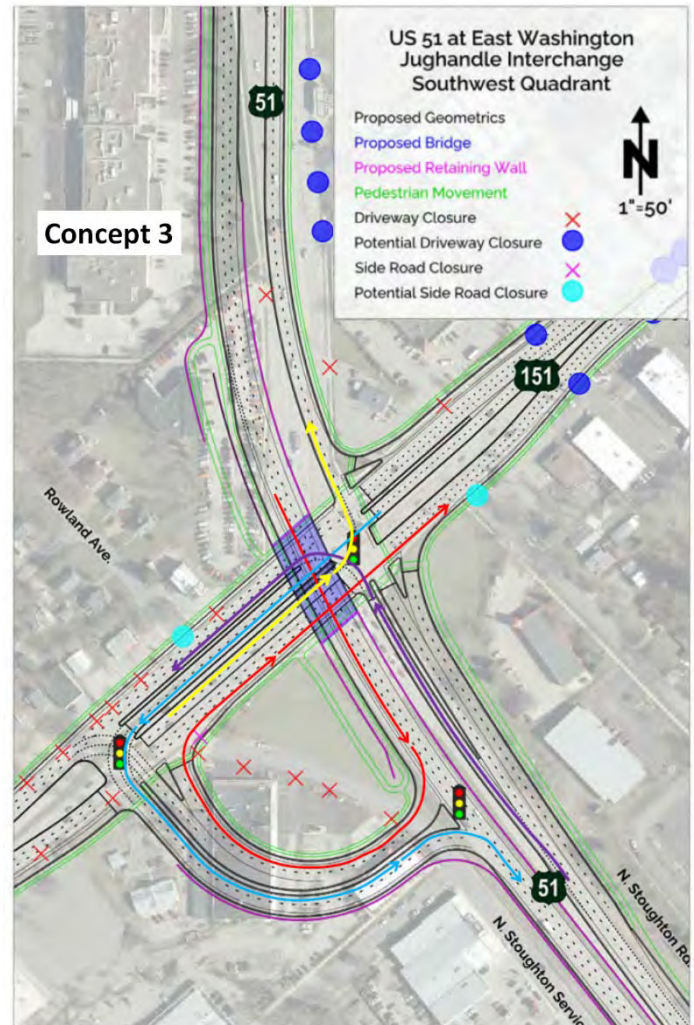 US 51 at East Washington
Jughandle Interchange
Southwest Quadrant
Proposed Geometrics
Proposed Bridge
Proposed Retaining Wall
Pedestrian Movement
Driveway Closure
Potential Driveway Closure
Side Road Closure
Potential Side Road Closure
N
1"=50'
51
Concept 3
151
Rowland Ave.
51
N. Stoughton Rd.
N. Stoughton Servic